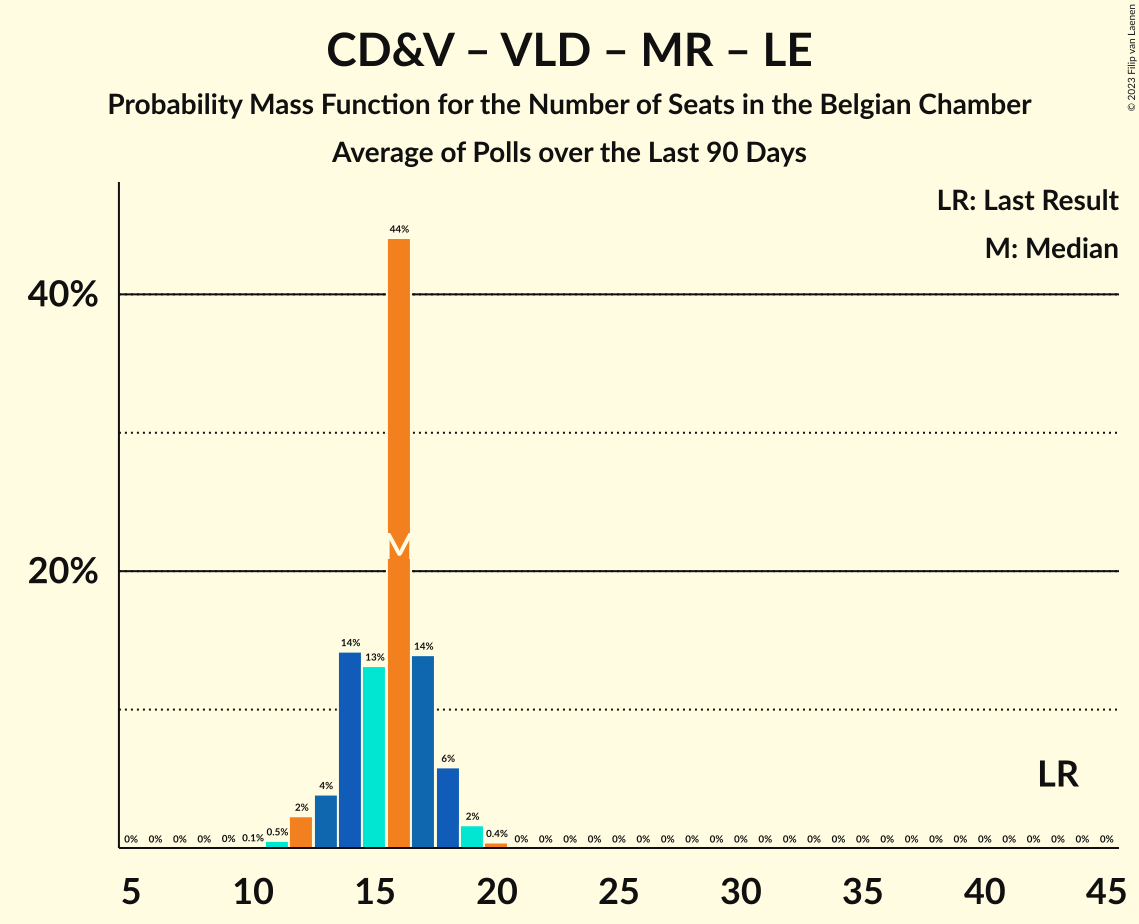 CD&V – VLD – MR – LE
Probability Mass Function for the Number of Seats in the Belgian Chamber
Average of Polls over the Last 90 Days
© 2023 Filip van Laenen
LR: Last Result
M: Median
44%
40%
M
20%
14%
13%
14%
LR
6%
4%
2%
2%
0% 0% 0% 0% 0% 0.1% 0.5% 0.4% 0% 0% 0% 0% 0% 0% 0% 0% 0% 0% 0% 0% 0% 0% 0% 0% 0% 0% 0% 0% 0% 0% 0% 0% 0%
5 10 15 20 25 30 35 40 45